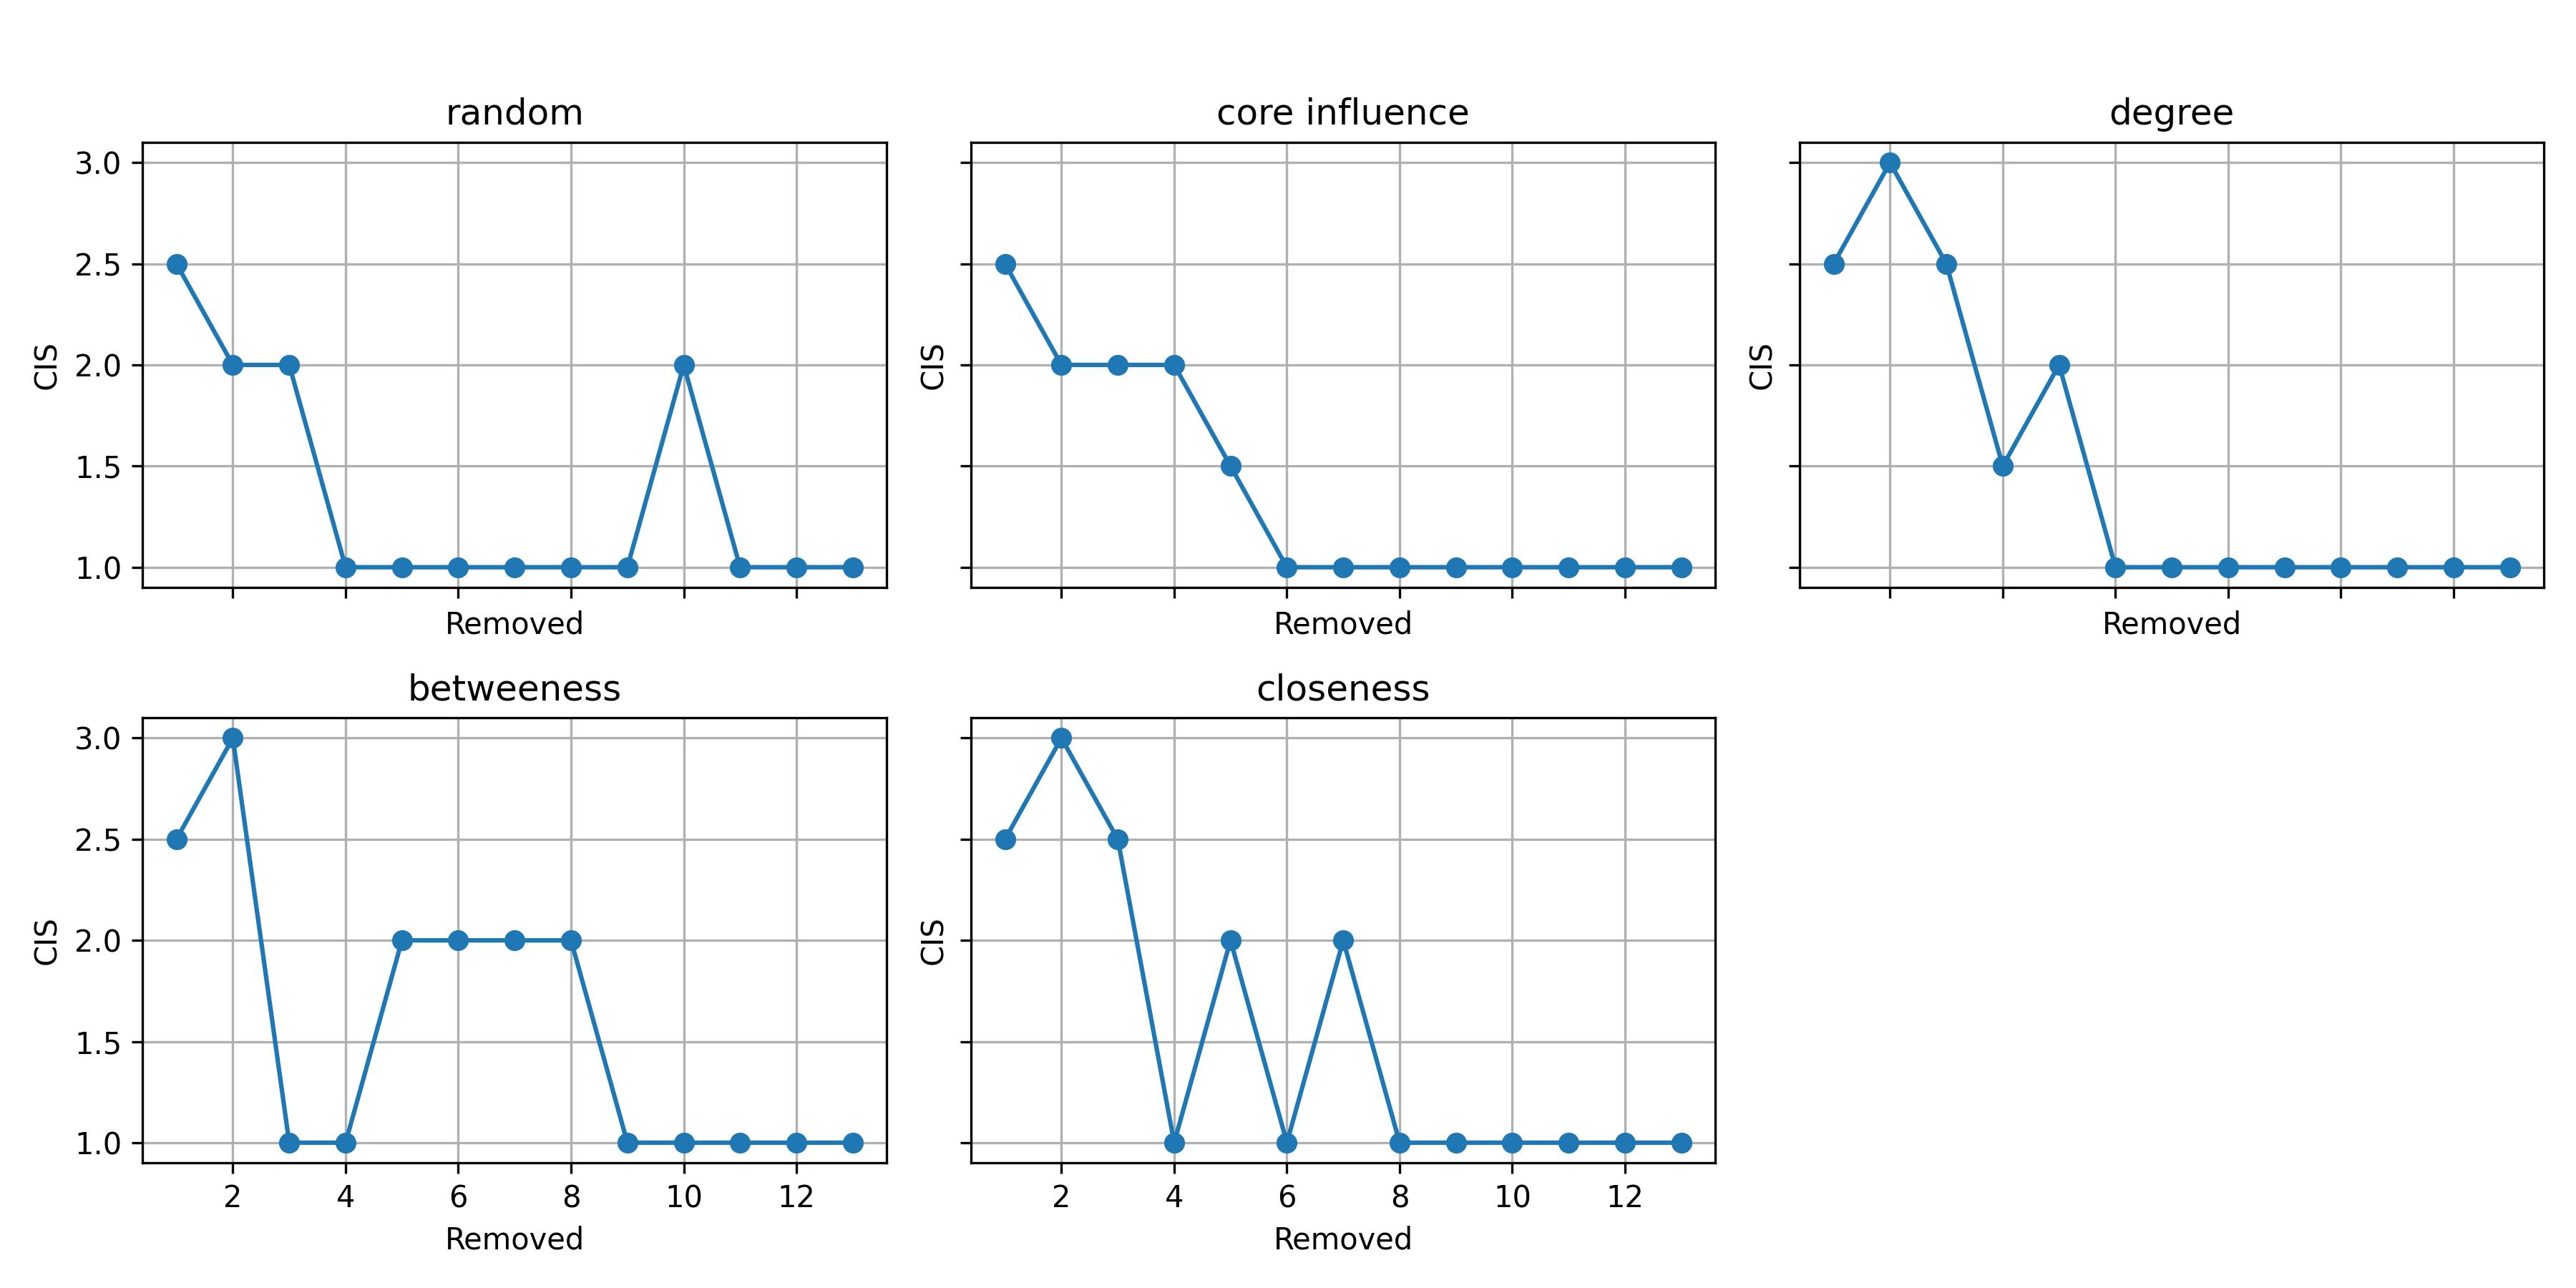 random
3.0
2.5
2.0
1.5
1.0
CIS
Removed
core influence
CIS
Removed
degree
CIS
Removed
betweeness
3.0
2.5
2.0
1.5
1.0
CIS
2 4 6 8 10 12
Removed
closeness
CIS
2 4 6 8 10 12
Removed